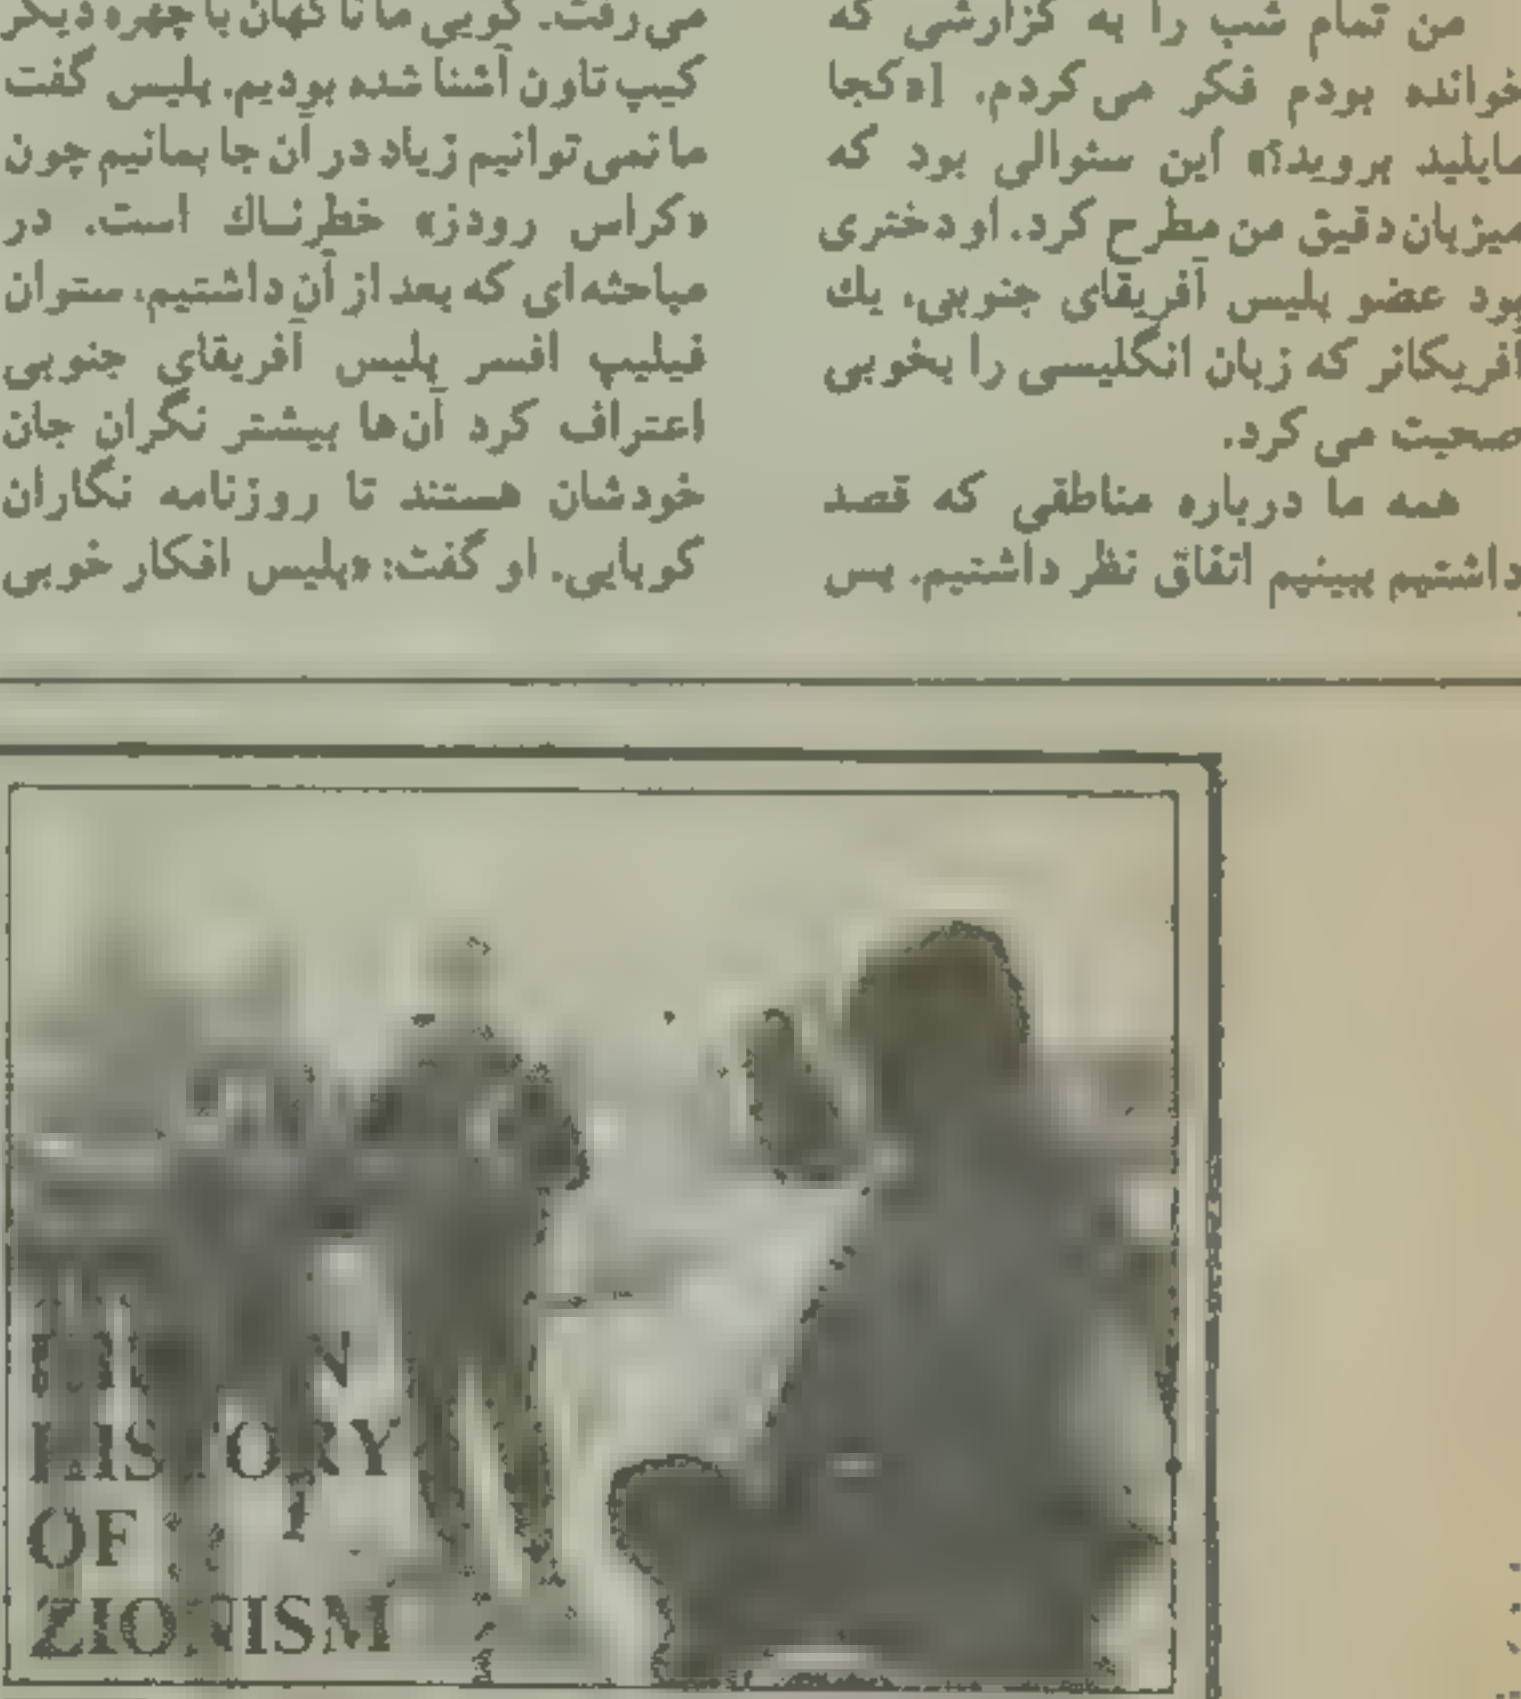 من تمام شب را به گزارشی که
خوانده بودم فکر می‌کردم. [«کجا
مایلید بروید؟» این سئوالی بود که
میزبان دقیق من مطرح کرد. او دختری
بود عضو پلیس آفریقای جنوبی، یك
آفریکانر که زبان انگلیسی را بخوبی
صحبت می‌کرد.
همه ما درباره مناطقی که قصد
داشتیم ببینیم اتفاق نظر داشتیم. پس
می‌رفت. گویی ما ناگهان با چهره دیگر
کیپ تاون آشنا شده بودیم. پلیس گفت
ما نمی‌توانیم زیاد در آن جا بمانیم چون
«کراس رودز» خطرناك است. در
مباحثه‌ای که بعد از آن داشتیم، ستوان
فیلیپ افسر پلیس آفریقای جنوبی
اعتراف کرد آن‌ها بیشتر نگران جان
خودشان هستند تا روزنامه نگاران
کوبایی. او گفت: «پلیس افکار خوبی
OF
ZIONISM